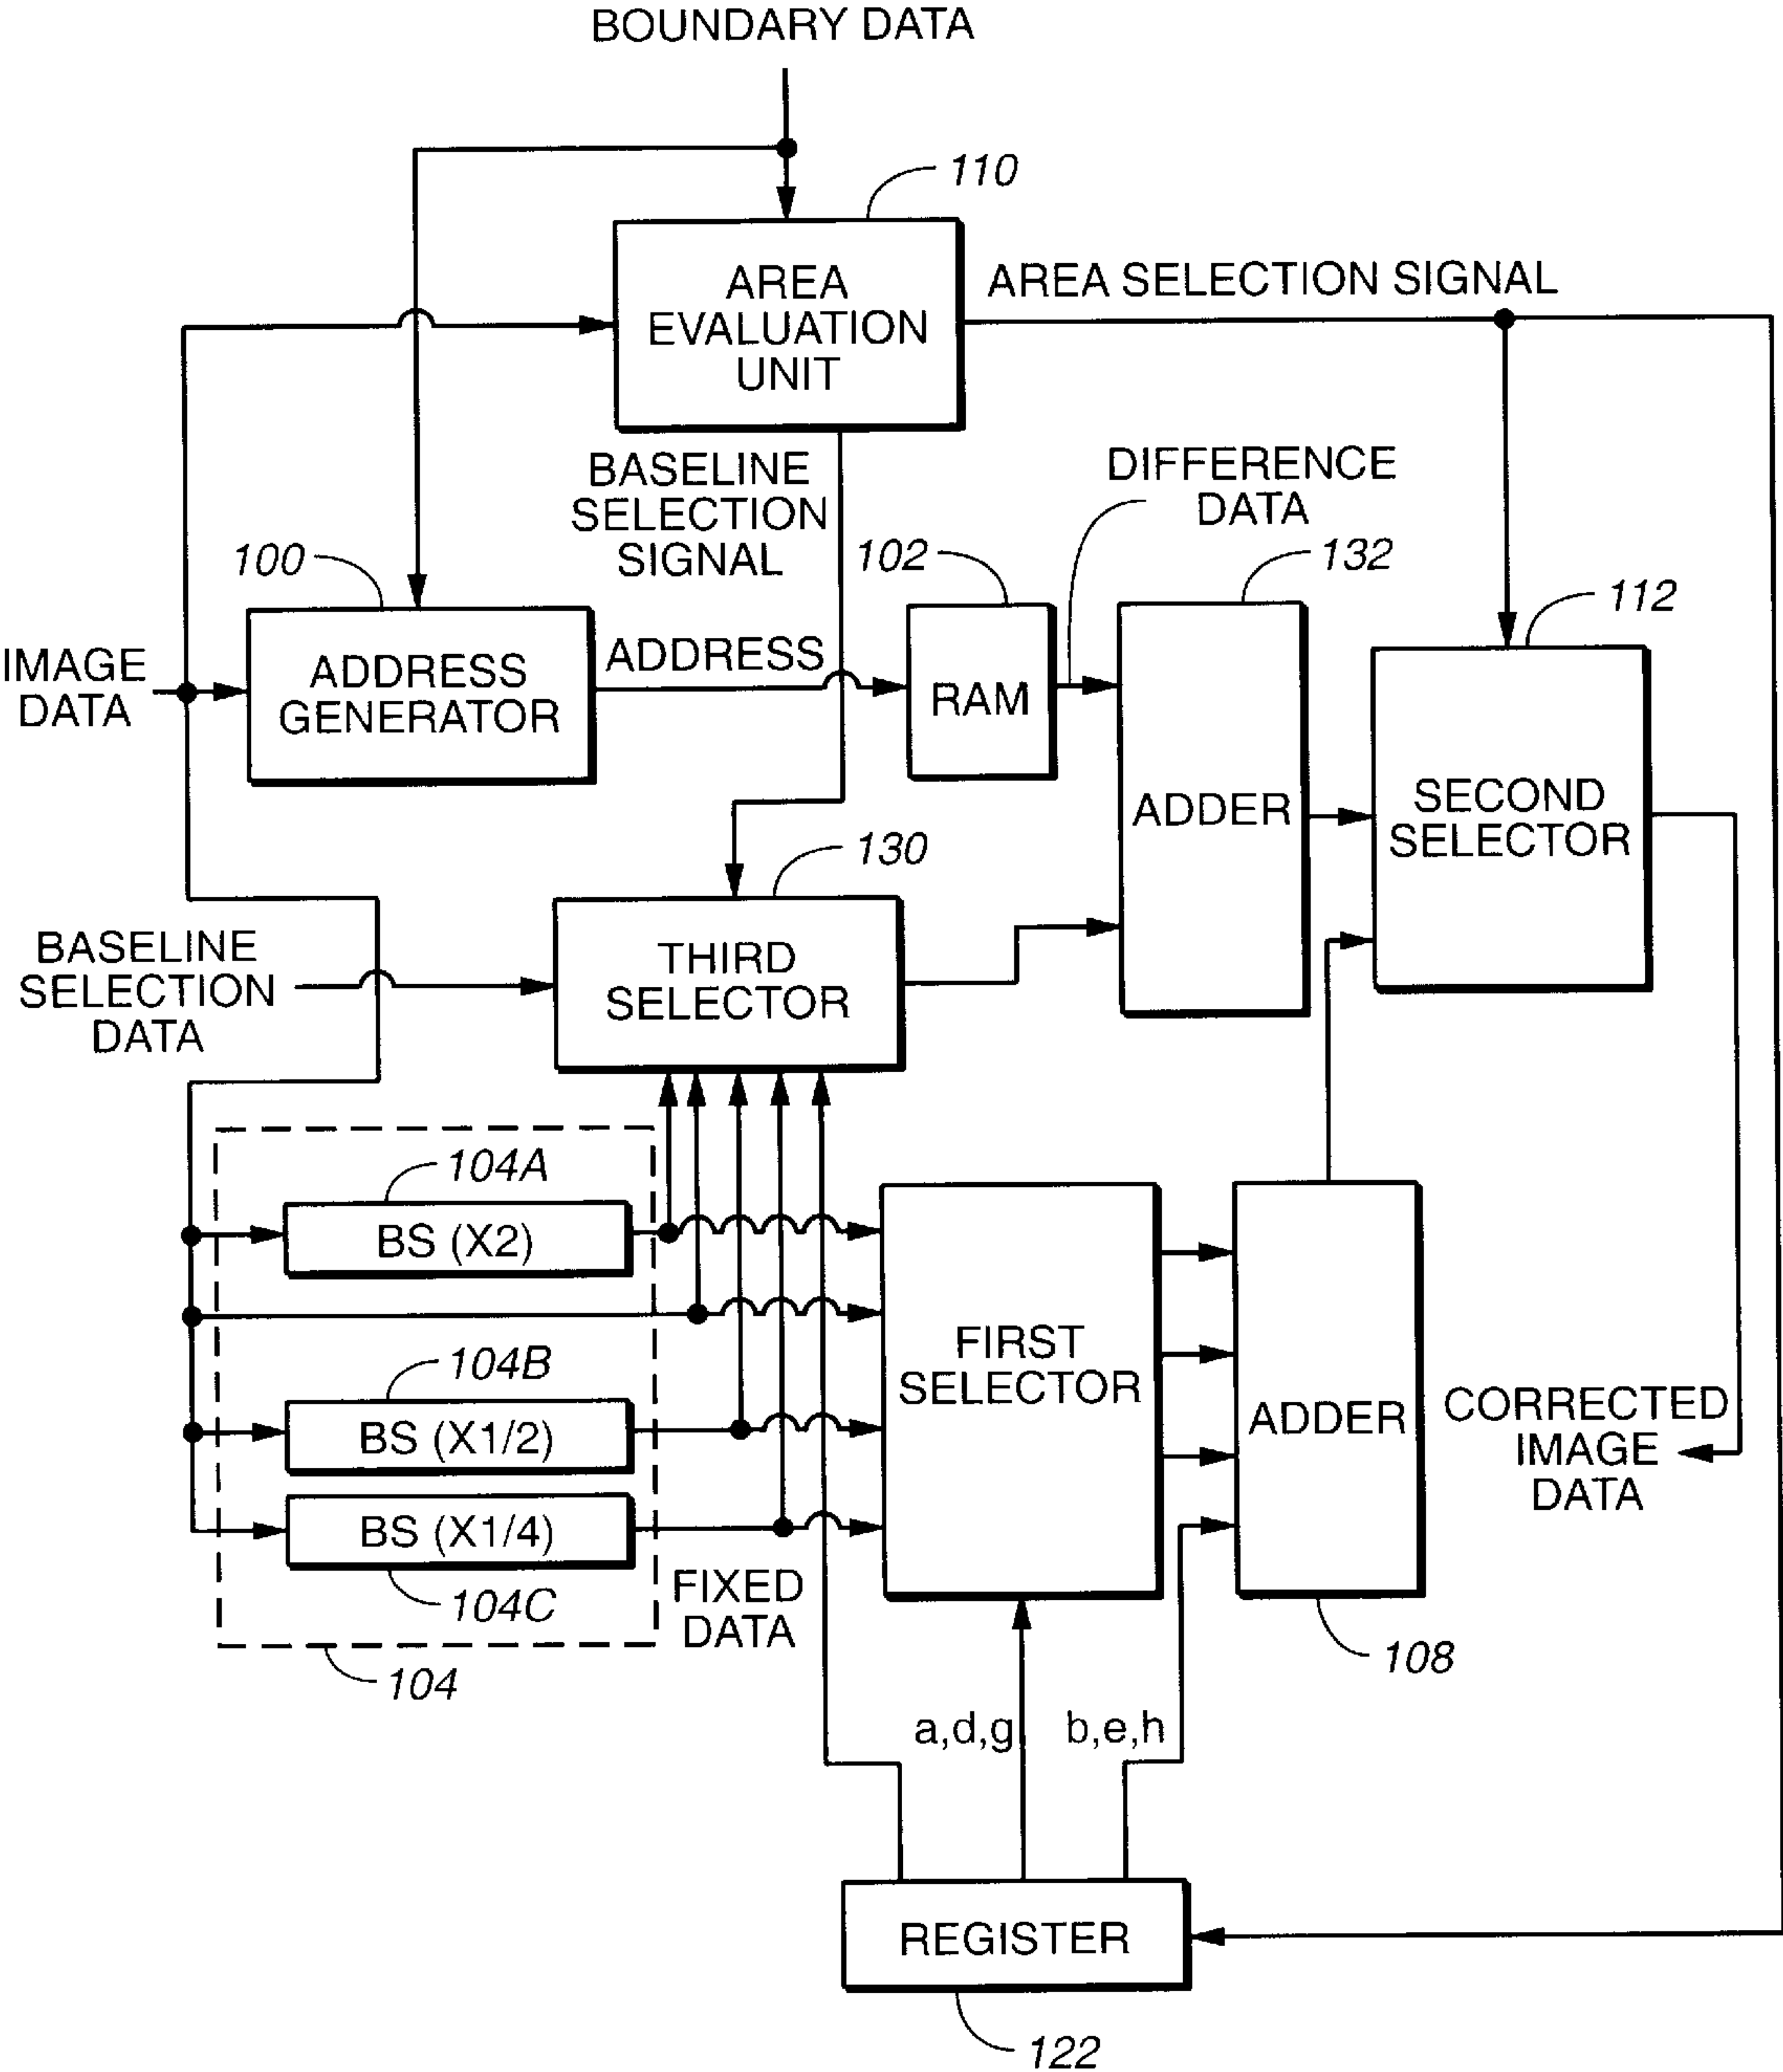 BOUNDARY DATA
110
AREA
EVALUATION
UNIT
AREA SELECTION SIGNAL
BASELINE
SELECTION
SIGNAL
DIFFERENCE
DATA
100
102
132
112
IMAGE
DATA
ADDRESS
GENERATOR
ADDRESS
RAM
ADDER
SECOND
SELECTOR
130
BASELINE
SELECTION
DATA
THIRD
SELECTOR
104A
BS (X2)
104B
BS (X1/2)
BS (X1/4)
104C
104
FIXED
DATA
FIRST
SELECTOR
ADDER
108
CORRECTED
IMAGE
DATA
a,d,g
b,e,h
REGISTER
122